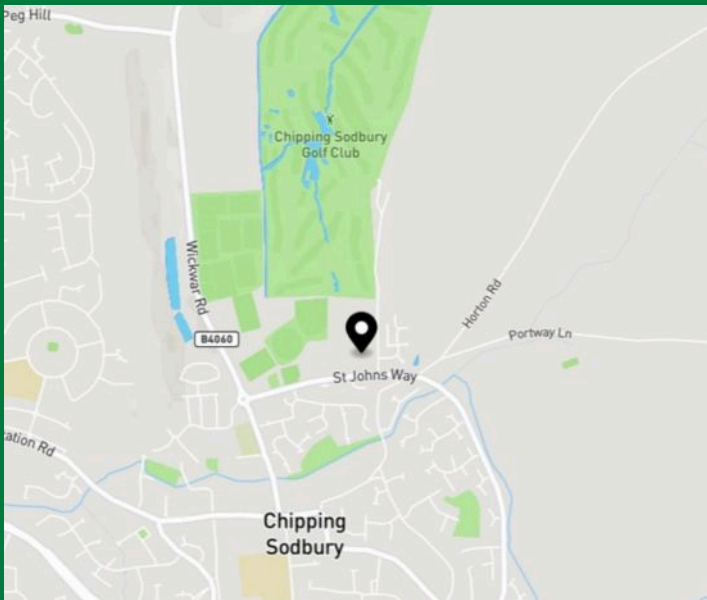 Peg Hill
Chipping Sodbury
Golf Club
Wickwar Rd
Horton Rd
B4060
Portway Ln
St Johns Way
ation Rd
Chipping
Sodbury